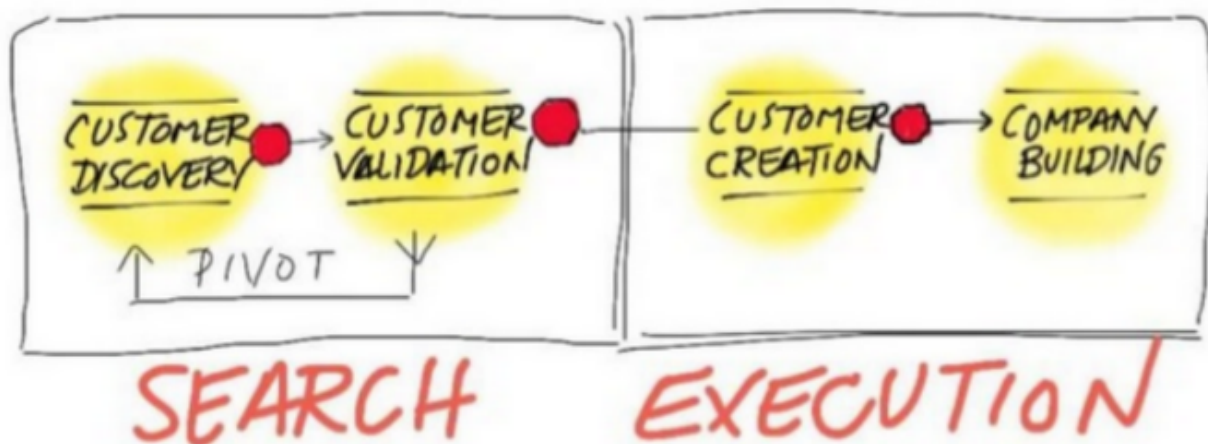 CUSTOMER
DISCOVERY
CUSTOMER
VALIDATION
CUSTOMER
CREATION
COMPANY
BUILDING
PIVOT
SEARCH
EXECUTION